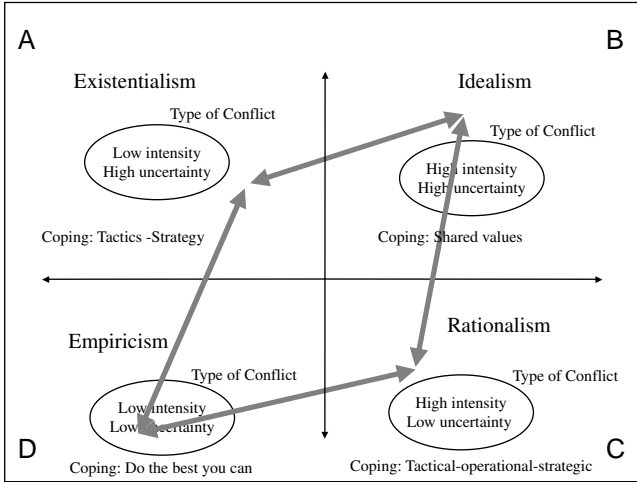 A
B
Existentialism
Idealism
Type of Conflict
Type of Conflict
Low intensity
High uncertainty
High intensity
High uncertainty
Coping: Tactics -Strategy
Coping: Shared values
Empiricism
Rationalism
Type of Conflict
Type of Conflict
Low intensity
Low uncertainty
High intensity
Low uncertainty
D
C
Coping: Do the best you can
Coping: Tactical-operational-strategic